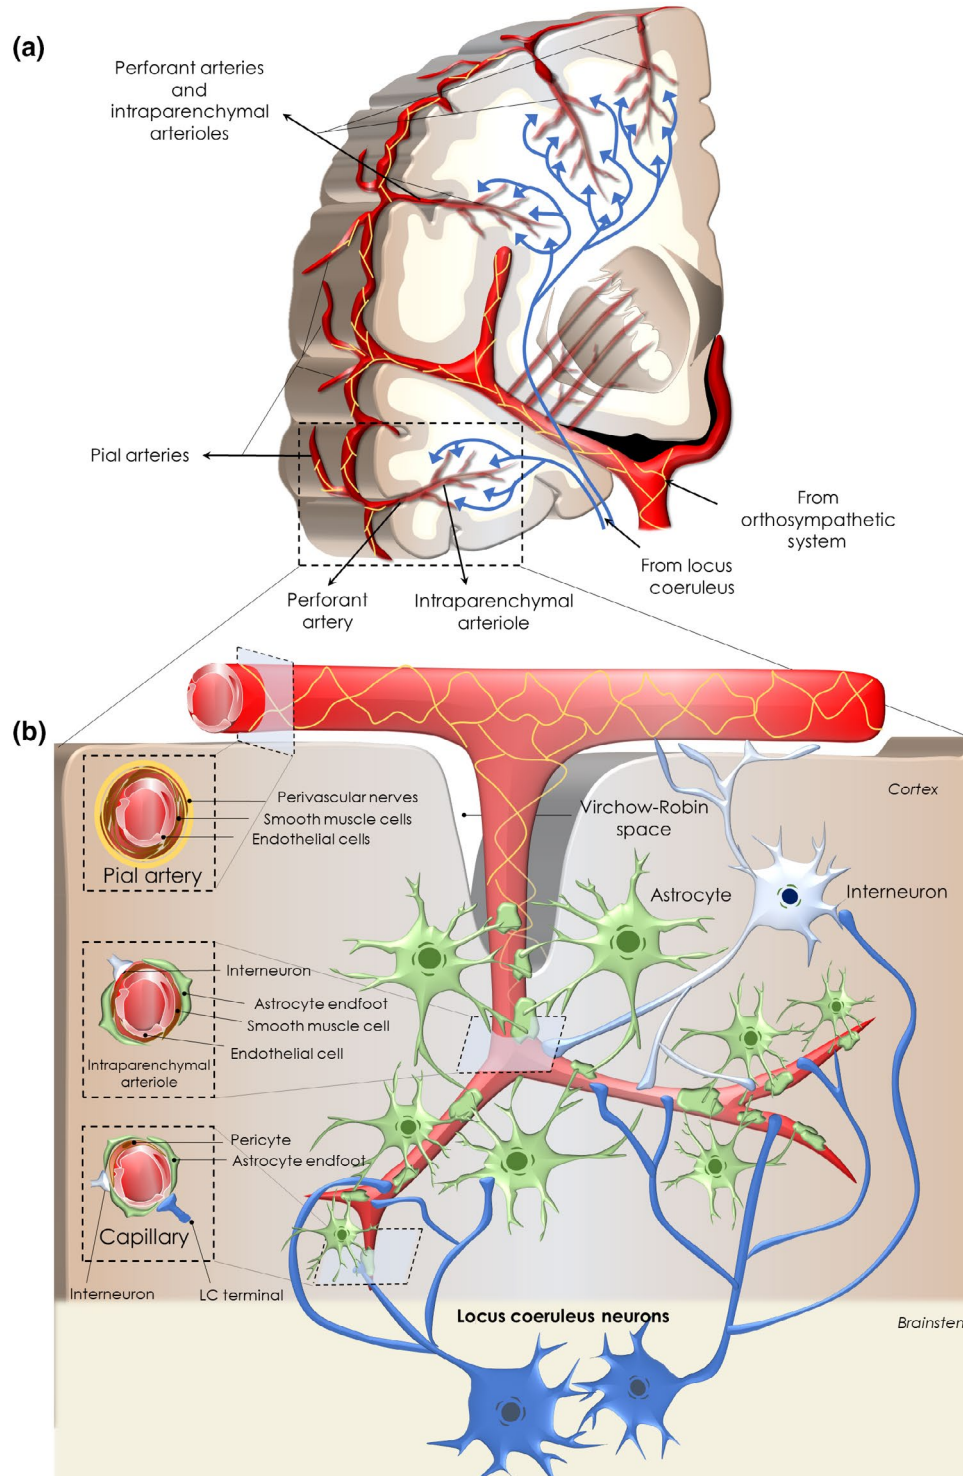 (a)
Perforant arteries
and
intraparenchymal
arterioles
Pial arteries
From
orthosympathetic
system
From locus
coeruleus
Perforant
artery
Intraparenchymal
arteriole
(b)
Cortex
Perivascular nerves
Smooth muscle cells
Endothelial cells
Pial artery
Virchow-Robin
space
Astrocyte
Interneuron
Interneuron
Astrocyte endfoot
Smooth muscle cell
Endothelial cell
Intraparenchymal
arteriole
Pericyte
Astrocyte endfoot
Capillary
Interneuron
LC terminal
Locus coeruleus neurons
Brainstem